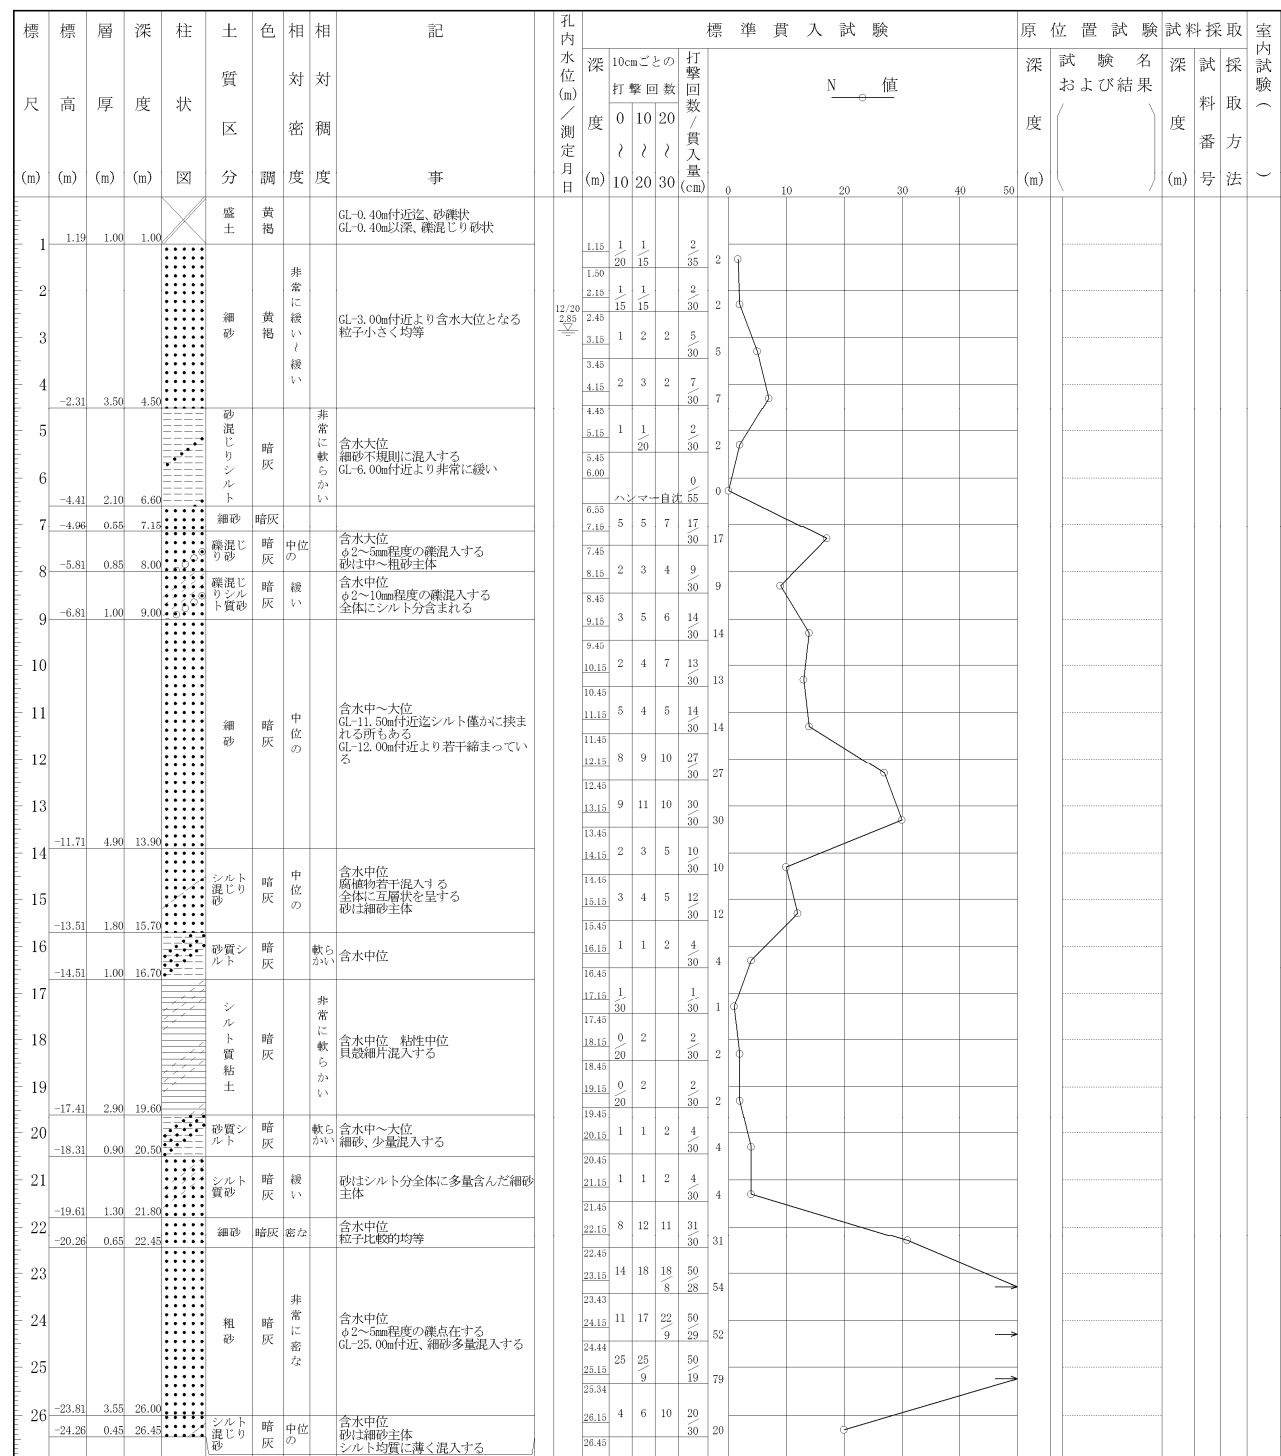 標尺(m) 標高(m) 層厚(m) 深度(m) 柱状図 土質区分 色調 相対密度 相対稠度 記事 孔内水位(m)／測定月日 標準貫入試験 原位置試験 試料採取 室内試験( )
深度(m) 10cmごとの打撃回数 打撃回数／貫入量(cm) N値 深度(m) 試験名および結果 深度(m) 試料番号 採取方法
0〜10 10〜20 20〜30 0 10 20 30 40 50
1.19 1.00 1.00 盛土 黄褐 GL-0.40m付近迄、砂礫状
GL-0.40m以深、礫混じり砂状
-2.31 3.50 4.50 細砂 黄褐 非常に緩い〜緩い GL-3.00m付近より含水大位となる
粒子小さく均等
-4.41 2.10 6.60 砂混じりシルト 暗灰 非常に軟らかい 含水大位
細砂不規則に混入する
GL-6.00m付近より非常に緩い
-4.96 0.55 7.15 細砂 暗灰
-5.81 0.85 8.00 礫混じり砂 暗灰 中位の 含水大位
φ2〜5mm程度の礫混入する
砂は中〜粗砂主体
-6.81 1.00 9.00 礫混じりシルト質砂 暗灰 緩い 含水中位
φ2〜10mm程度の礫混入する
全体にシルト分含まれる
-11.71 4.90 13.90 細砂 暗灰 中位の 含水中〜大位
GL-11.50m付近迄シルト僅かに挟ま
れる所もある
GL-12.00m付近より若干締まってい
る
-13.51 1.80 15.70 シルト混じり砂 暗灰 中位の 含水中位
腐植物若干混入する
全体に互層状を呈する
砂は細砂主体
-14.51 1.00 16.70 砂質シルト 暗灰 軟らかい 含水中位
-17.41 2.90 19.60 シルト質粘土 暗灰 非常に軟らかい 含水中位　粘性中位
貝殻細片混入する
-18.31 0.90 20.50 砂質シルト 暗灰 軟らかい 含水中〜大位
細砂、少量混入する
-19.61 1.30 21.80 シルト質砂 暗灰 緩い 砂はシルト分全体に多量含んだ細砂
主体
-20.26 0.65 22.45 細砂 暗灰 密な 含水中位
粒子比較的均等
-23.81 3.55 26.00 粗砂 暗灰 非常に密な 含水中位
φ2〜5mm程度の礫点在する
GL-25.00m付近、細砂多量混入する
-24.26 0.45 26.45 シルト混じり砂 暗灰 中位の 含水中位
砂は細砂主体
シルト均質に薄く混入する
1 2 3 4 5 6 7 8 9 10 11 12 13 14 15 16 17 18 19 20 21 22 23 24 25 26
12/20
2.85
1.15 1.50 1/20 1/15 2/35 2
2.15 2.45 1/15 1/15 2/30 2
3.15 3.45 1 2 2 5/30 5
4.15 4.45 2 3 2 7/30 7
5.15 5.45 1 1/20 2/30 2
6.00 6.55 ハンマー自沈 0/55 0
7.15 7.45 5 5 7 17/30 17
8.15 8.45 2 3 4 9/30 9
9.15 9.45 3 5 6 14/30 14
10.15 10.45 2 4 7 13/30 13
11.15 11.45 5 4 5 14/30 14
12.15 12.45 8 9 10 27/30 27
13.15 13.45 9 11 10 30/30 30
14.15 14.45 2 3 5 10/30 10
15.15 15.45 3 4 5 12/30 12
16.15 16.45 1 1 2 4/30 4
17.15 17.45 1/30 1/30 1
18.15 18.45 0/20 2 2/30 2
19.15 19.45 0/20 2 2/30 2
20.15 20.45 1 1 2 4/30 4
21.15 21.45 1 1 2 4/30 4
22.15 22.45 8 12 11 31/30 31
23.15 23.43 14 18 18/8 50/28 54
24.15 24.44 11 17 22/9 50/29 52
25.15 25.34 25 25/9 50/19 79
26.15 26.45 4 6 10 20/30 20